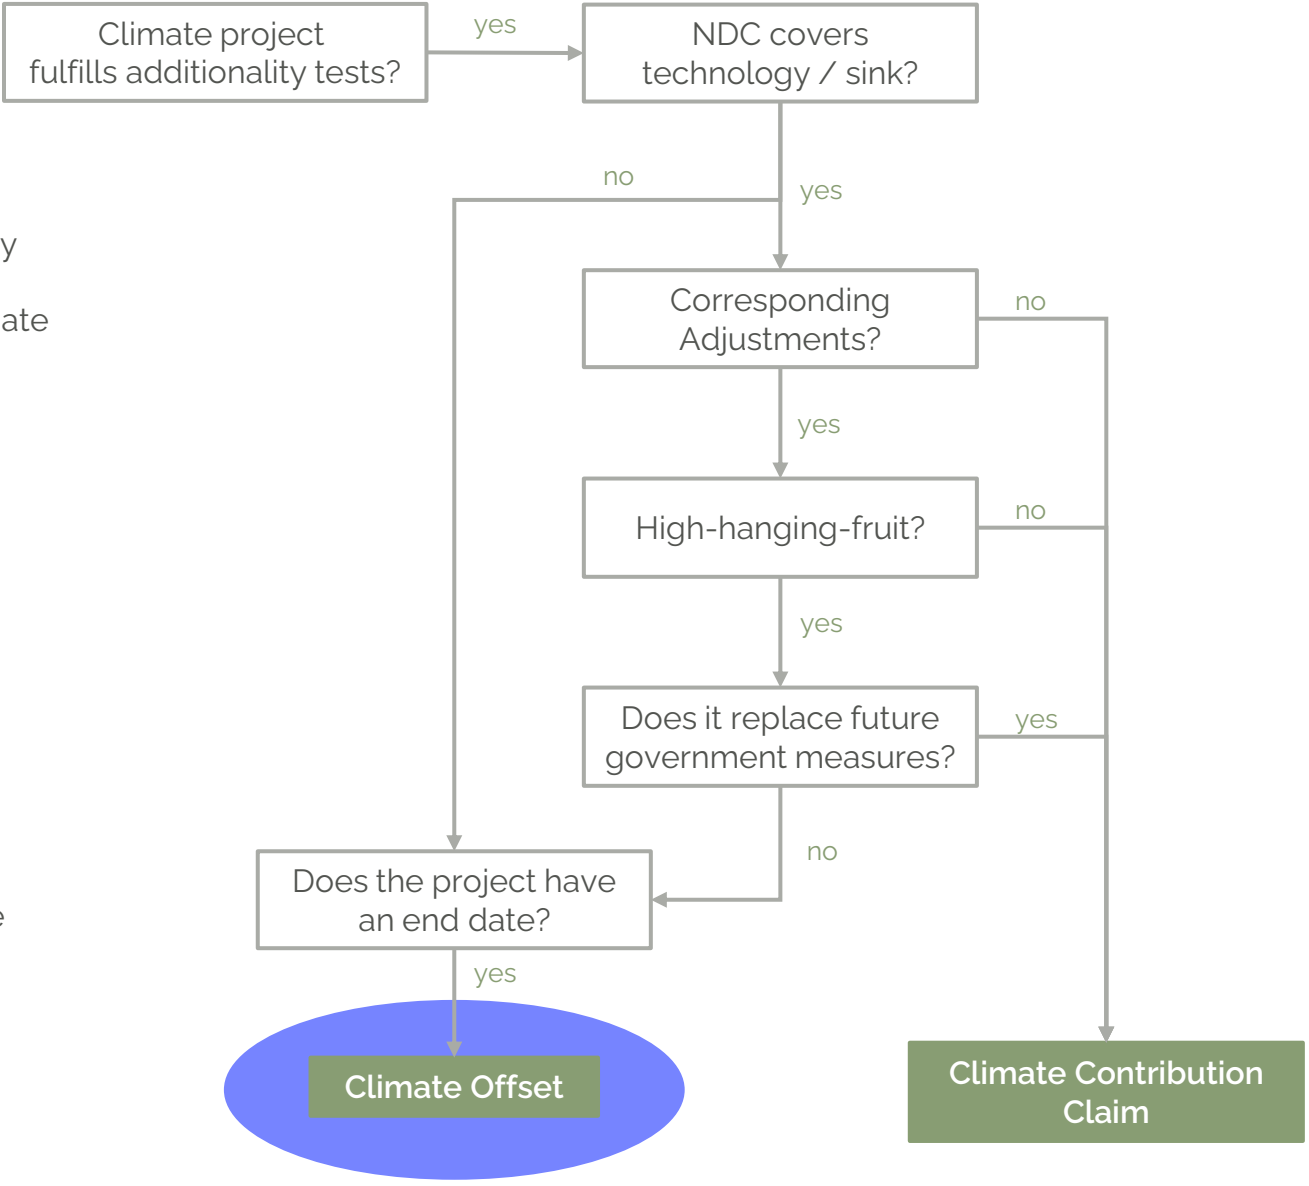 Climate project
fulfills additionality tests?
yes
NDC covers
technology / sink?
no
yes
y
ate
Corresponding
Adjustments?
no
yes
High-hanging-fruit?
no
yes
Does it replace future
government measures?
yes
no
Does the project have
an end date?
e
yes
Climate Offset
Climate Contribution
Claim